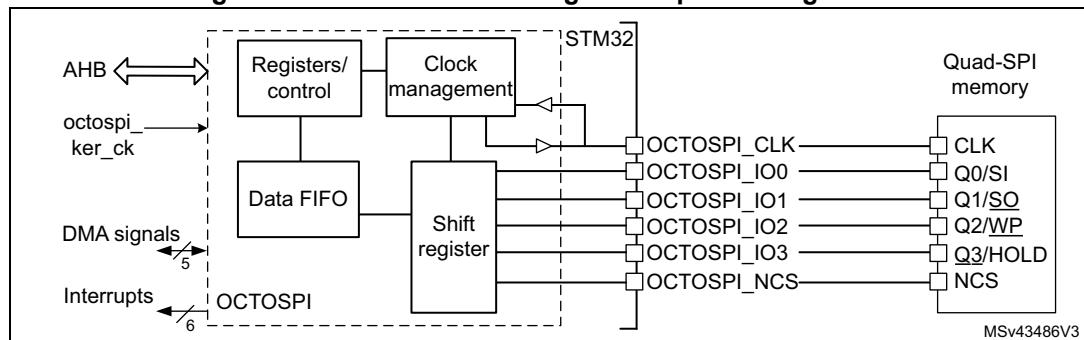 STM32
AHB
Registers/
control
Clock
management
Quad-SPI
memory
octospi_
ker_ck
OCTOSPI_CLK
CLK
OCTOSPI_IO0
Q0/SI
Data FIFO
OCTOSPI_IO1
Q1/SO
Shift
register
OCTOSPI_IO2
Q2/WP
DMA signals
5
OCTOSPI_IO3
Q3/HOLD
OCTOSPI_NCS
NCS
Interrupts
6
OCTOSPI
MSv43486V3